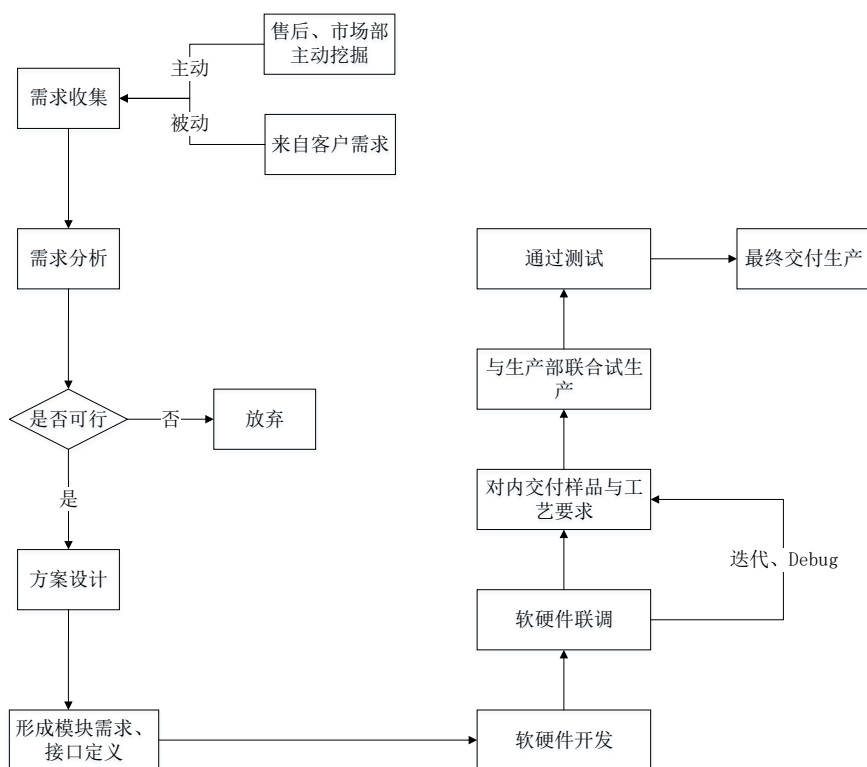 售后、市场部
主动挖掘
主动
需求收集
被动
来自客户需求
需求分析
是否可行
否
放弃
是
方案设计
形成模块需求、
接口定义
软硬件开发
软硬件联调
迭代、Debug
对内交付样品与工
艺要求
与生产部联合试生
产
通过测试
最终交付生产